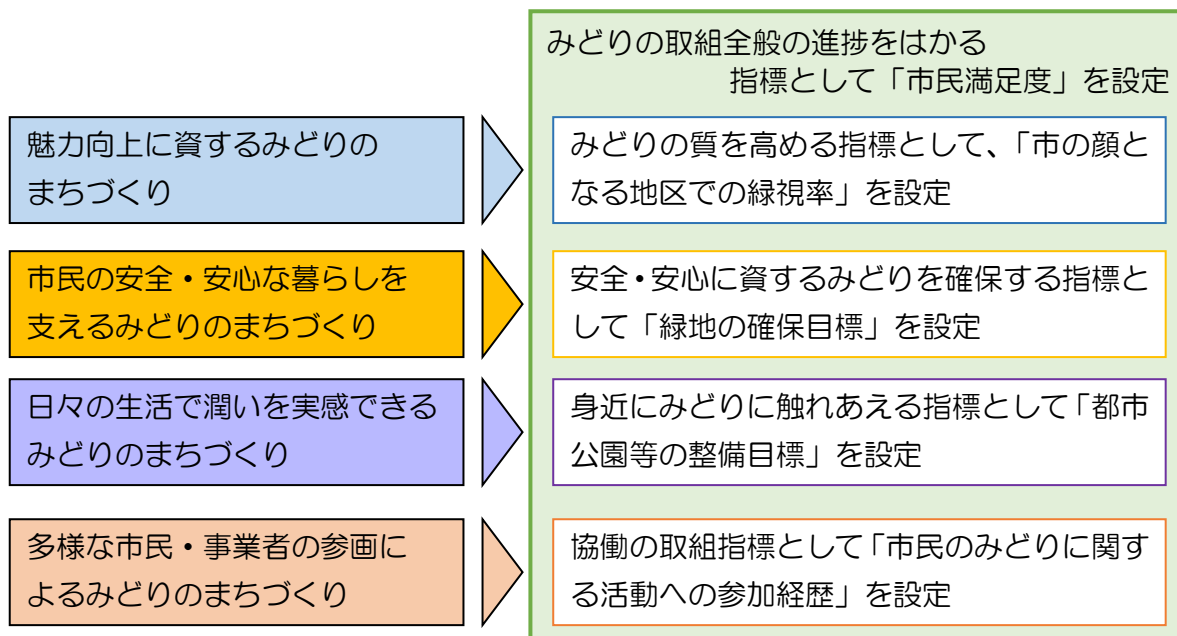 みどりの取組全般の進捗をはかる
指標として「市民満足度」を設定
魅力向上に資するみどりの
まちづくり
みどりの質を高める指標として、「市の顔と
なる地区での緑視率」を設定
市民の安全・安心な暮らしを
支えるみどりのまちづくり
安全・安心に資するみどりを確保する指標と
して「緑地の確保目標」を設定
日々の生活で潤いを実感できる
みどりのまちづくり
身近にみどりに触れあえる指標として「都市
公園等の整備目標」を設定
多様な市民・事業者の参画に
よるみどりのまちづくり
協働の取組指標として「市民のみどりに関す
る活動への参加経歴」を設定